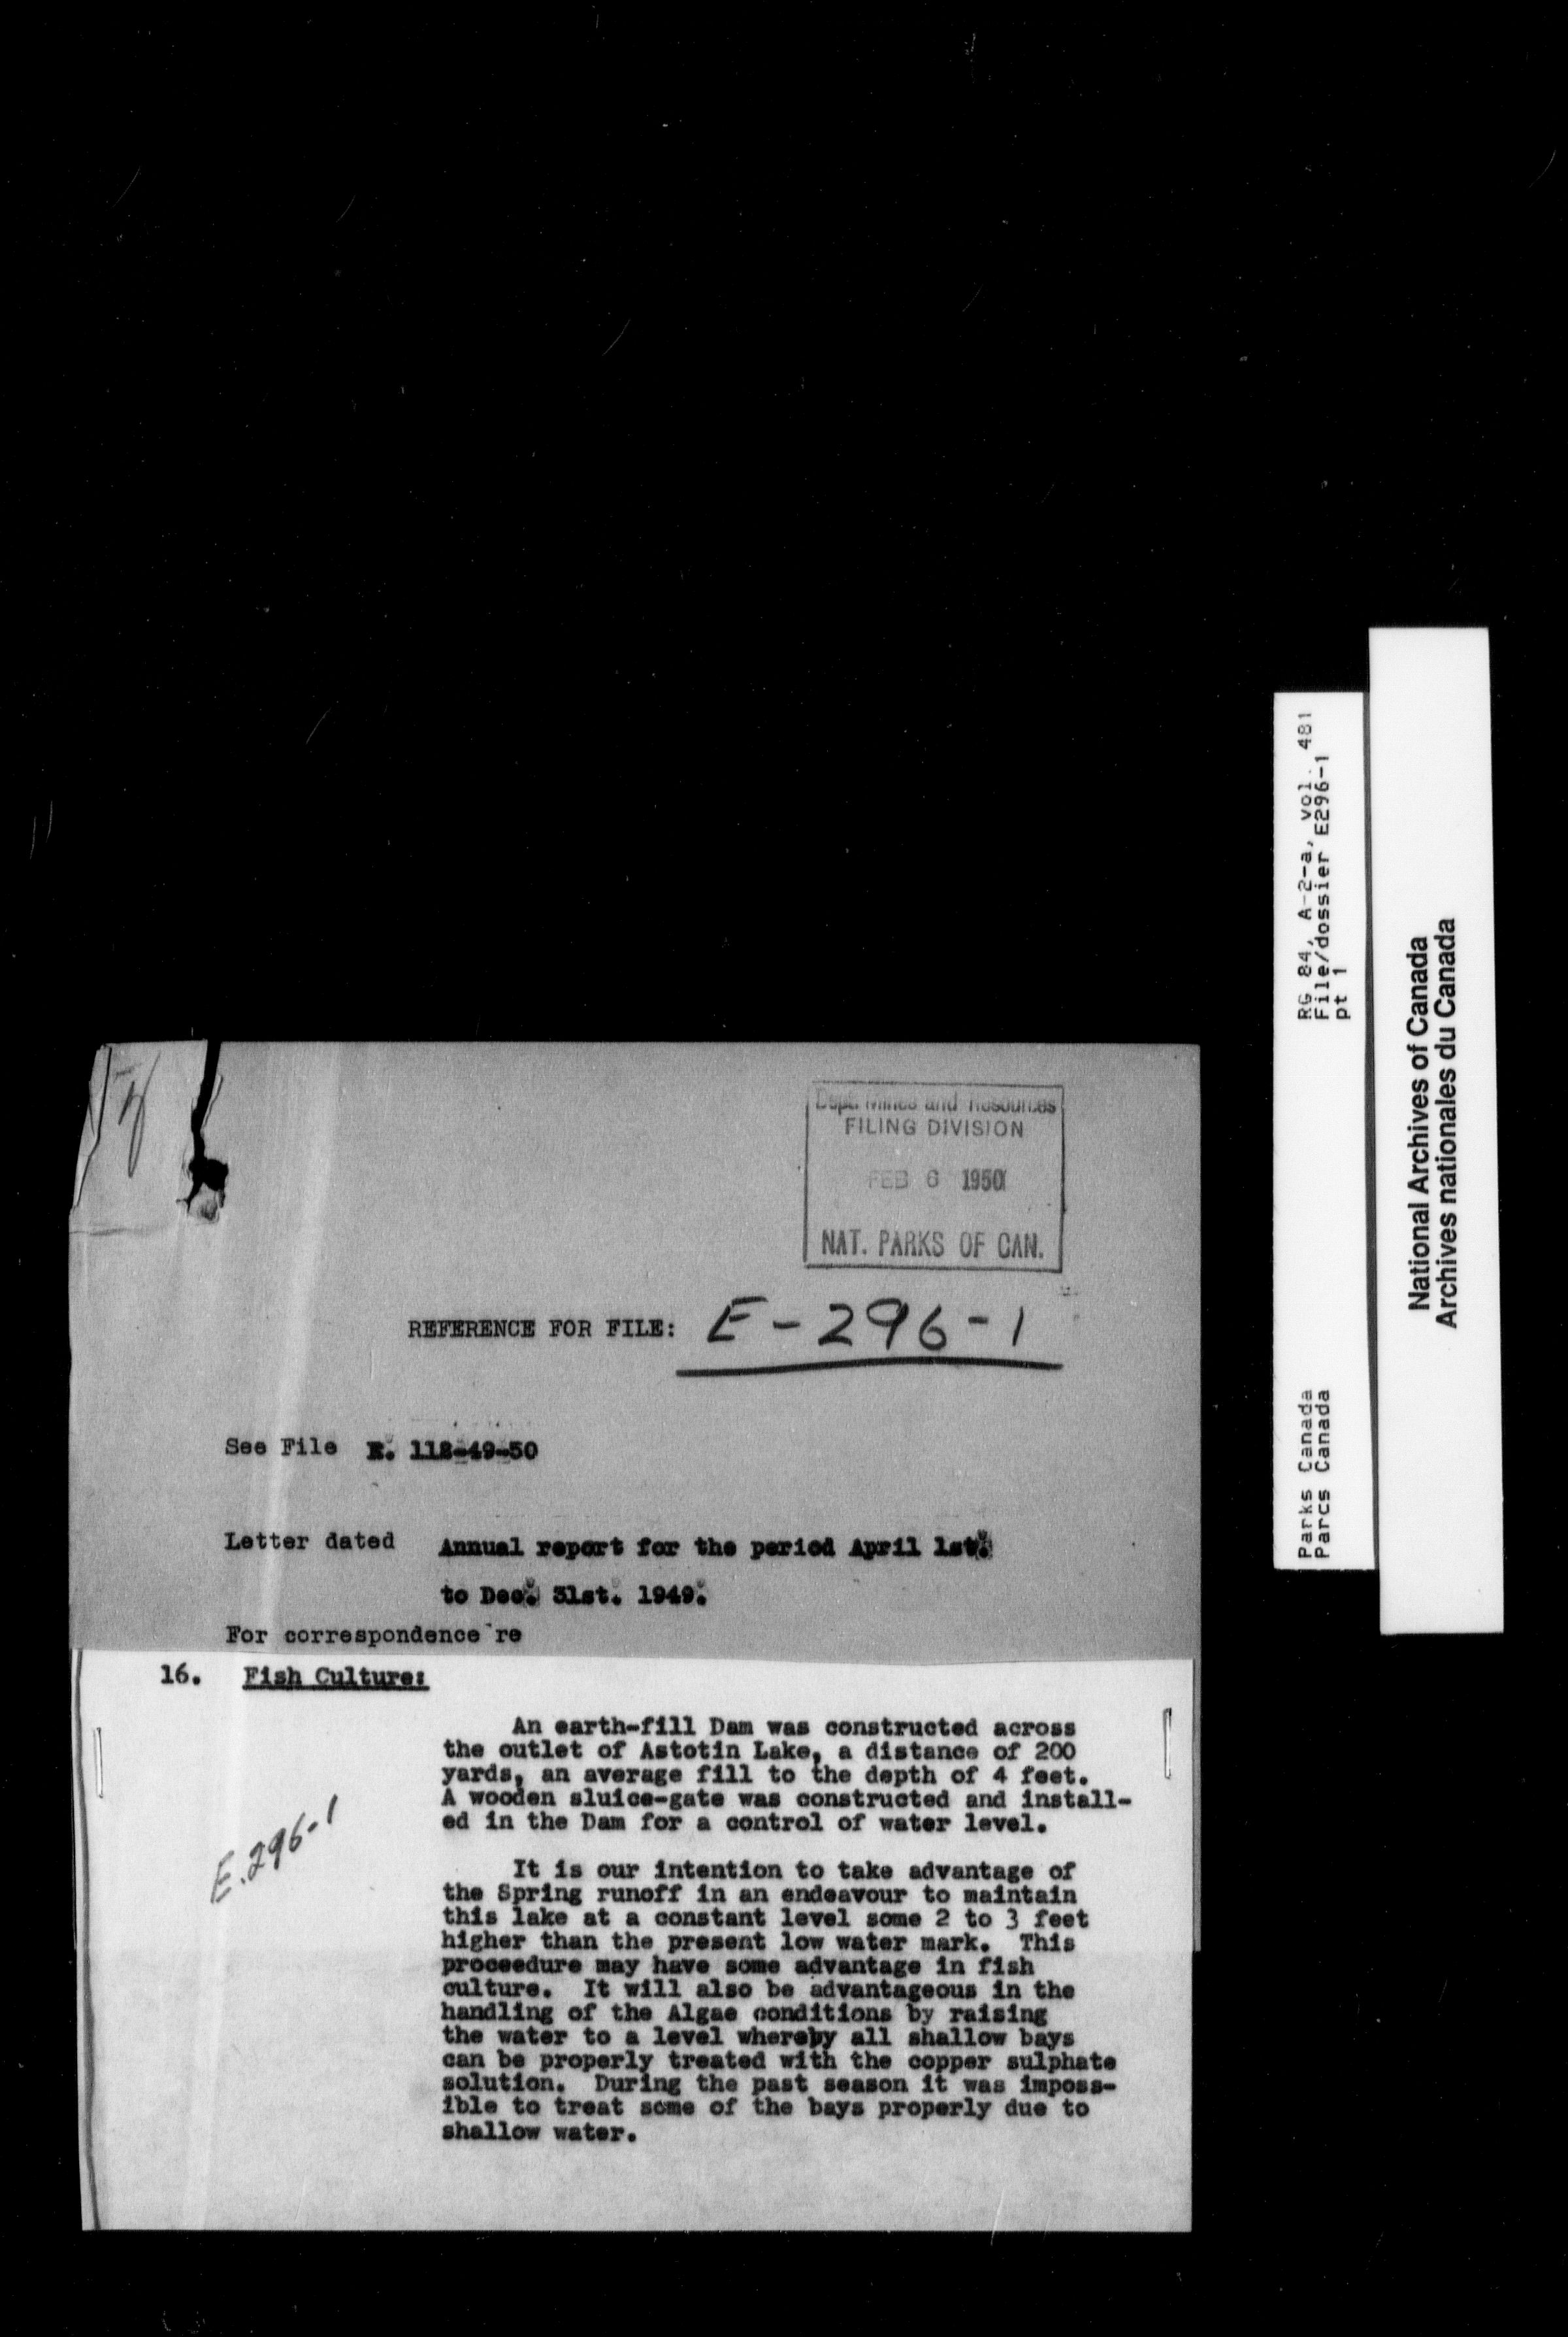 Dept. Mines and Resources
FILING DIVISION
FEB 6 1950
NAT. PARKS OF CAN.
REFERENCE FOR FILE: E-296-1
See File E. 112-49-50
Letter dated Annual report for the period April 1st.
to Dec. 31st. 1949.
For correspondence re
16. Fish Culture:
An earth-fill Dam was constructed across
the outlet of Astotin Lake, a distance of 200
yards, an average fill to the depth of 4 feet.
A wooden sluice-gate was constructed and install-
ed in the Dam for a control of water level.
E.296-1
It is our intention to take advantage of
the Spring runoff in an endeavour to maintain
this lake at a constant level some 2 to 3 feet
higher than the present low water mark. This
proceedure may have some advantage in fish
culture. It will also be advantageous in the
handling of the Algae conditions by raising
the water to a level whereby all shallow bays
can be properly treated with the copper sulphate
solution. During the past season it was imposs-
ible to treat some of the bays properly due to
shallow water.
RG 84, A-2-a, vol. 481
File/dossier E296-1
pt 1
Parks Canada
Parcs Canada
National Archives of Canada
Archives nationales du Canada